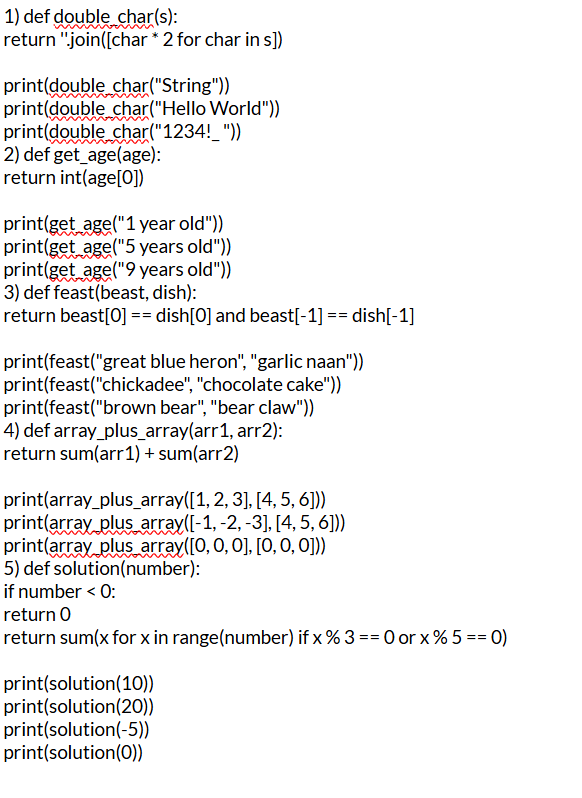 1) def double_char(s):
return ''.join([char * 2 for char in s])
print(double_char("String"))
print(double_char("Hello World"))
print(double_char("1234!_ "))
2) def get_age(age):
return int(age[0])
print(get_age("1 year old"))
print(get_age("5 years old"))
print(get_age("9 years old"))
3) def feast(beast, dish):
return beast[0] == dish[0] and beast[-1] == dish[-1]
print(feast("great blue heron", "garlic naan"))
print(feast("chickadee", "chocolate cake"))
print(feast("brown bear", "bear claw"))
4) def array_plus_array(arr1, arr2):
return sum(arr1) + sum(arr2)
print(array_plus_array([1, 2, 3], [4, 5, 6]))
print(array_plus_array([-1, -2, -3], [4, 5, 6]))
print(array_plus_array([0, 0, 0], [0, 0, 0]))
5) def solution(number):
if number < 0:
return 0
return sum(x for x in range(number) if x % 3 == 0 or x % 5 == 0)
print(solution(10))
print(solution(20))
print(solution(-5))
print(solution(0))